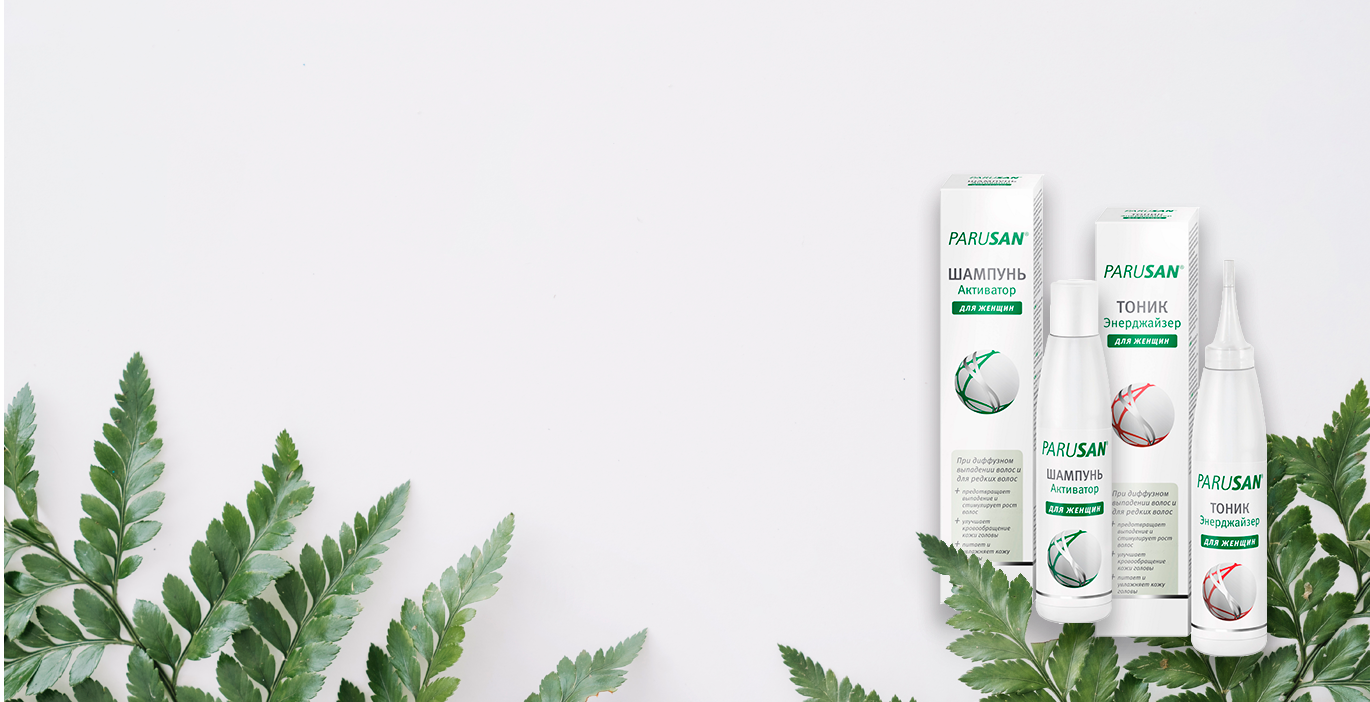 PARUSAN®
ШАМПУНЬ
Активатор
ДЛЯ ЖЕНЩИН
При диффузном
выпадении волос и
для редких волос
+ предотвращает
выпадение и
стимулирует рост
волос
+ улучшает
кровообращение
кожи головы
+ питает и
увлажняет кожу
PARUSAN
ШАМПУНЬ
Активатор
ДЛЯ ЖЕНЩИН
ТОНИК
ДЛЯ ЖЕНЩИН
PARUSAN®
ТОНИК
Энерджайзер
ДЛЯ ЖЕНЩИН
При диффузном
выпадении волос и
для редких волос
+ предотвращает
выпадение и
стимулирует рост
волос
+ улучшает
кровообращение
кожи головы
+ питает и
увлажняет кожу
головы
PARUSAN®
ТОНИК
Энерджайзер
ДЛЯ ЖЕНЩИН